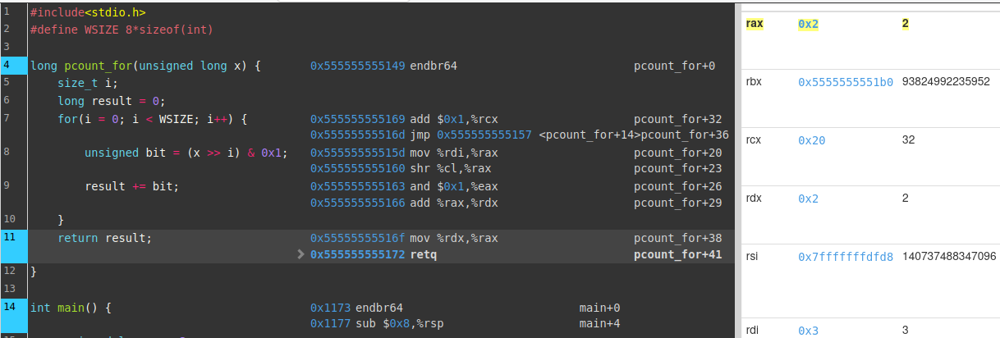 1 #include<stdio.h>
2 #define WSIZE 8*sizeof(int)
3
4 long pcount_for(unsigned long x) { 0x555555555149 endbr64 pcount_for+0
5 size_t i;
6 long result = 0;
7 for(i = 0; i < WSIZE; i++) { 0x555555555169 add $0x1,%rcx pcount_for+32
0x55555555516d jmp 0x555555555157 <pcount_for+14>pcount_for+36
8 unsigned bit = (x >> i) & 0x1; 0x55555555515d mov %rdi,%rax pcount_for+20
0x555555555160 shr %cl,%rax pcount_for+23
9 result += bit; 0x555555555163 and $0x1,%eax pcount_for+26
0x555555555166 add %rax,%rdx pcount_for+29
10 }
11 return result; 0x55555555516f mov %rdx,%rax pcount_for+38
0x555555555172 retq pcount_for+41
12 }
13
14 int main() { 0x1173 endbr64 main+0
0x1177 sub $0x8,%rsp main+4
rax 0x2 2
rbx 0x5555555551b0 93824992235952
rcx 0x20 32
rdx 0x2 2
rsi 0x7fffffffdfd8 140737488347096
rdi 0x3 3